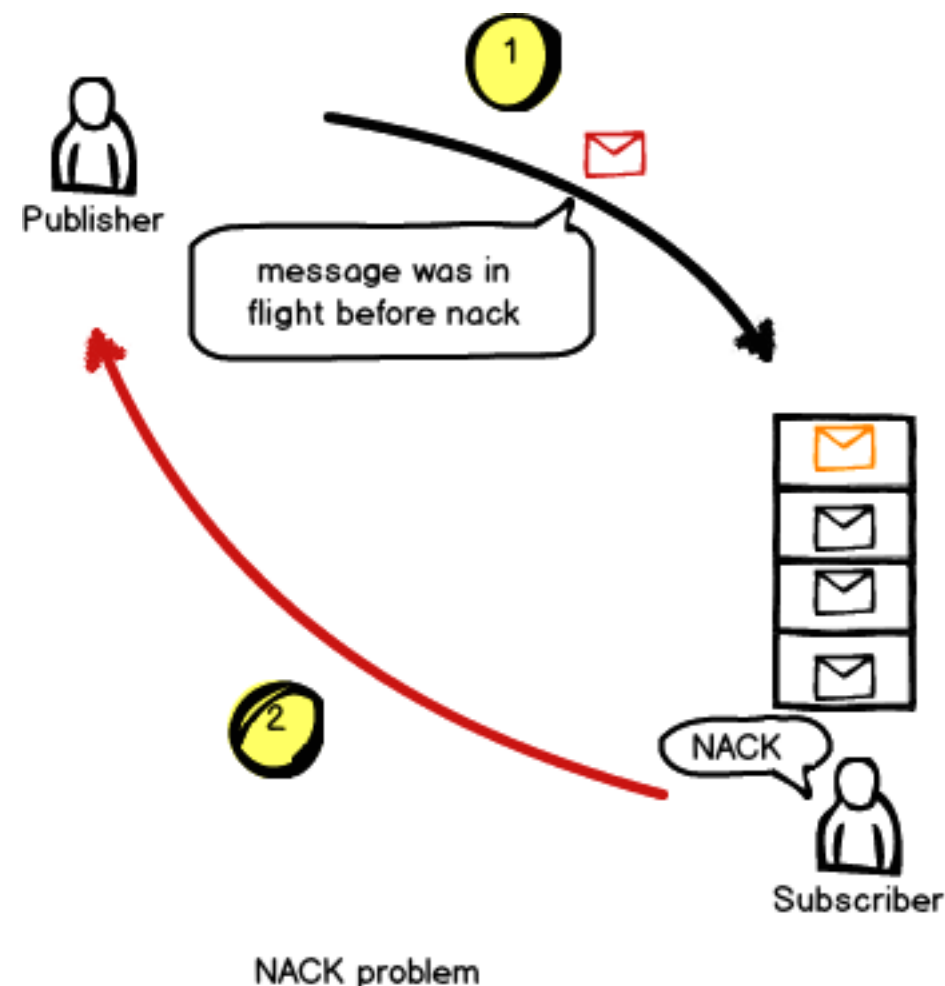 1
Publisher
message was in
flight before nack
2
NACK
Subscriber
NACK problem